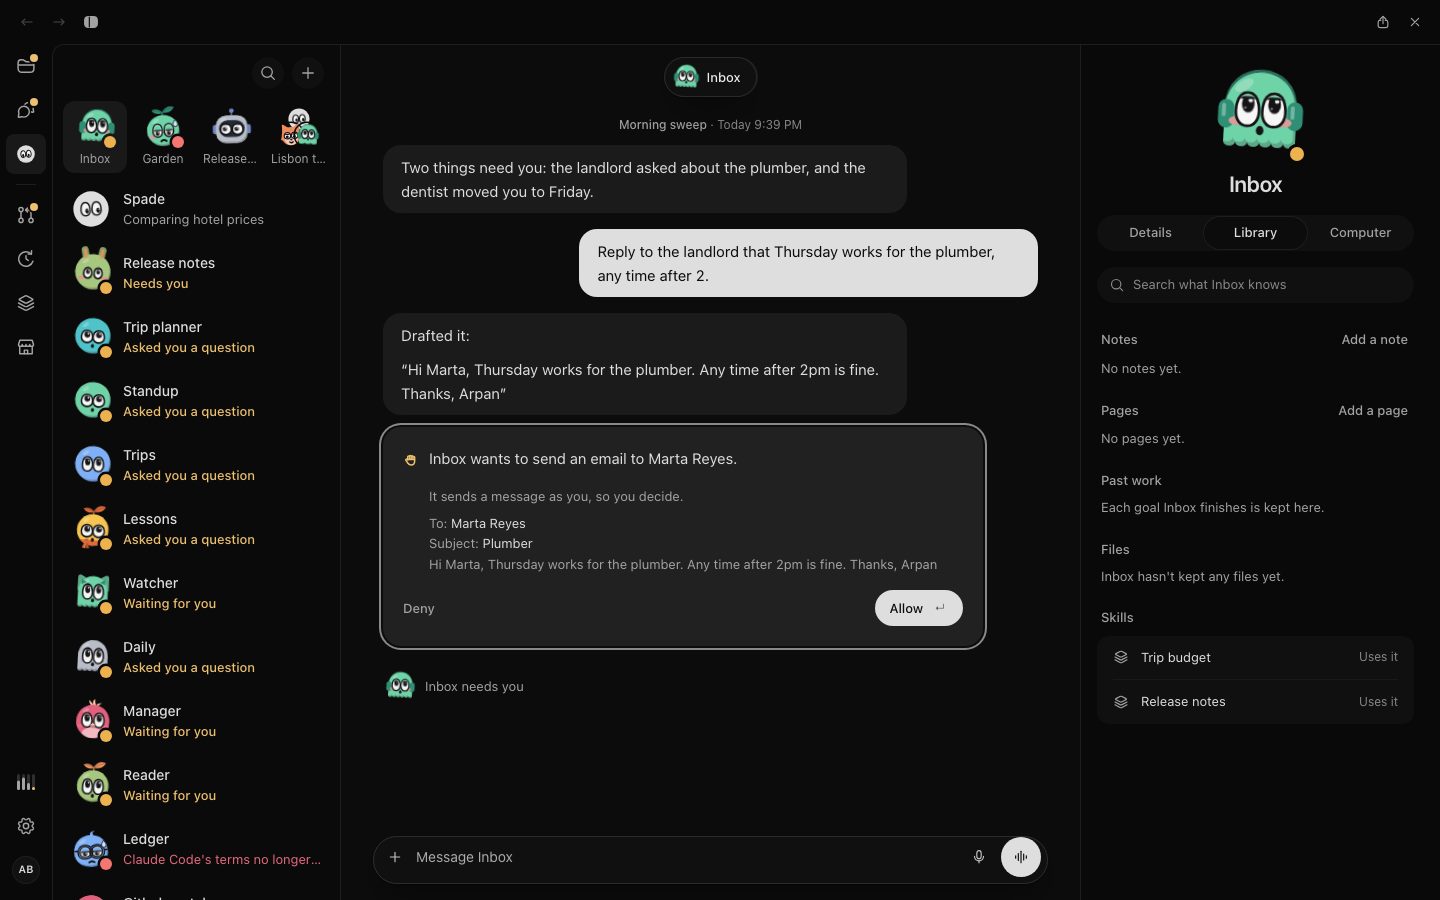 Inbox
Garden
Release...
Lisbon t...
Spade
Comparing hotel prices
Release notes
Needs you
Trip planner
Asked you a question
Standup
Asked you a question
Trips
Asked you a question
Lessons
Asked you a question
Watcher
Waiting for you
Daily
Asked you a question
Manager
Waiting for you
Reader
Waiting for you
Ledger
Claude Code's terms no longer...
AB
Inbox
Morning sweep · Today 9:39 PM
Two things need you: the landlord asked about the plumber, and the
dentist moved you to Friday.
Reply to the landlord that Thursday works for the plumber,
any time after 2.
Drafted it:
“Hi Marta, Thursday works for the plumber. Any time after 2pm is fine.
Thanks, Arpan”
Inbox wants to send an email to Marta Reyes.
It sends a message as you, so you decide.
To: Marta Reyes
Subject: Plumber
Hi Marta, Thursday works for the plumber. Any time after 2pm is fine. Thanks, Arpan
Deny
Allow
Inbox needs you
Message Inbox
Inbox
Details
Library
Computer
Search what Inbox knows
Notes
Add a note
No notes yet.
Pages
Add a page
No pages yet.
Past work
Each goal Inbox finishes is kept here.
Files
Inbox hasn't kept any files yet.
Skills
Trip budget
Uses it
Release notes
Uses it